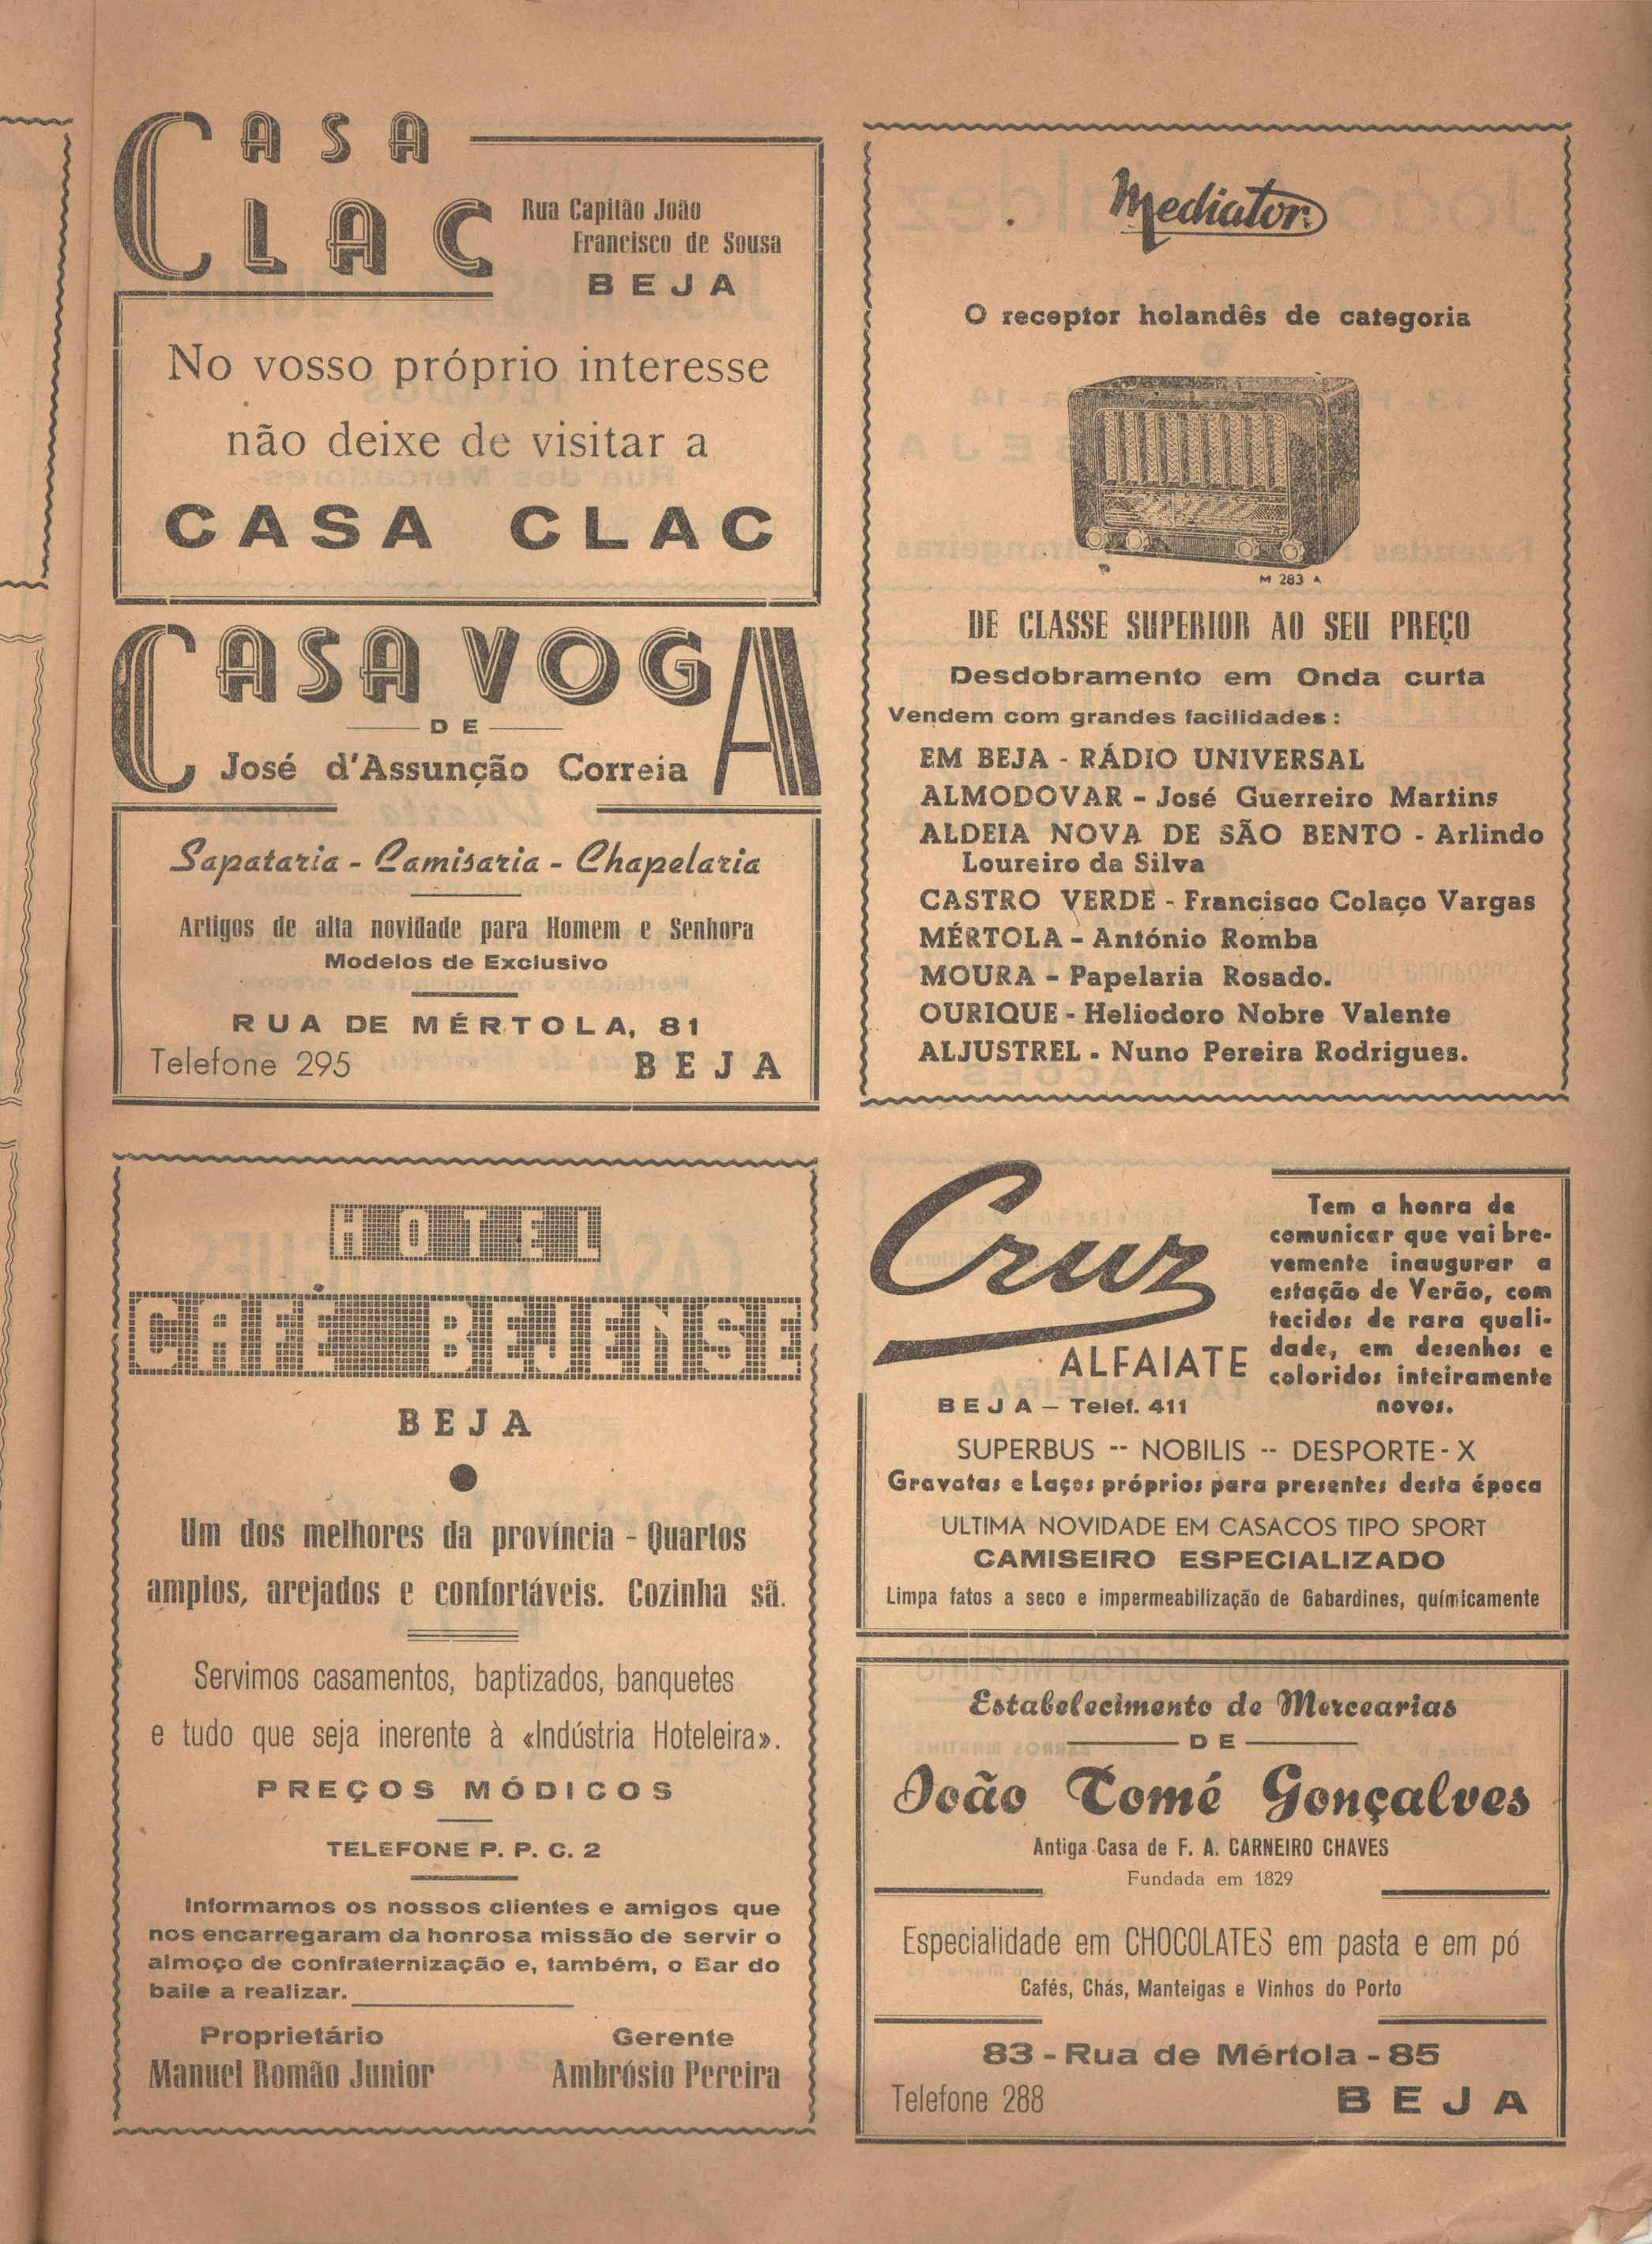 CASA
CLAC
Rua Capitão João
Francisco de Sousa
BEJA
No vosso próprio interesse
não deixe de visitar a
CASA CLAC
CASA VOGA
DE
José d'Assunção Correia
Sapataria - Camisaria - Chapelaria
Artigos de alta novidade para Homem e Senhora
Modelos de Exclusivo
RUA DE MÉRTOLA, 81
Telefone 295 BEJA
HOTEL
CAFÉ BEJENSE
BEJA
Um dos melhores da província - Quartos
amplos, arejados e confortáveis. Cozinha sã.
Servimos casamentos, baptizados, banquetes
e tudo que seja inerente à «Indústria Hoteleira».
PREÇOS MÓDICOS
TELEFONE P. P. C. 2
Informamos os nossos clientes e amigos que
nos encarregaram da honrosa missão de servir o
almoço de confraternização e, também, o Bar do
baile a realizar.
Proprietário Gerente
Manuel Romão Junior Ambrósio Pereira
Mediator
O receptor holandês de categoria
M 283 A
DE CLASSE SUPERIOR AO SEU PREÇO
Desdobramento em Onda curta
Vendem com grandes facilidades:
EM BEJA - RÁDIO UNIVERSAL
ALMODOVAR - José Guerreiro Martins
ALDEIA NOVA DE SÃO BENTO - Arlindo
Loureiro da Silva
CASTRO VERDE - Francisco Colaço Vargas
MÉRTOLA - António Romba
MOURA - Papelaria Rosado.
OURIQUE - Heliodoro Nobre Valente
ALJUSTREL - Nuno Pereira Rodrigues.
Cruz
ALFAIATE
BEJA — Telef. 411
Tem a honra de
comunicar que vai bre-
vemente inaugurar a
estação de Verão, com
tecidos de rara quali-
dade, em desenhos e
coloridos inteiramente
novos.
SUPERBUS -- NOBILIS -- DESPORTE-X
Gravatas e Laços próprios para presentes desta época
ULTIMA NOVIDADE EM CASACOS TIPO SPORT
CAMISEIRO ESPECIALIZADO
Limpa fatos a seco e impermeabilização de Gabardines, químicamente
Estabelecimento de Mercearias
DE
João Tomé Gonçalves
Antiga Casa de F. A. CARNEIRO CHAVES
Fundada em 1829
Especialidade em CHOCOLATES em pasta e em pó
Cafés, Chás, Manteigas e Vinhos do Porto
83 - Rua de Mértola - 85
Telefone 288 BEJA